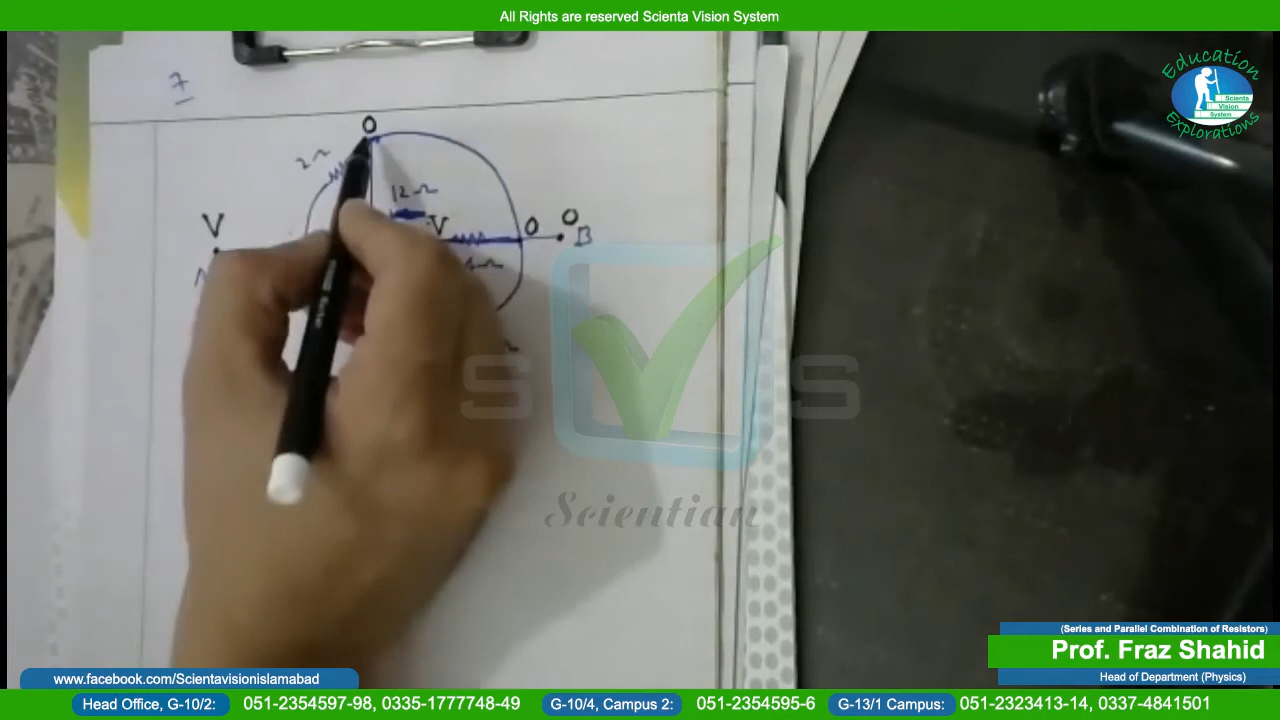 All Rights are reserved Scienta Vision System
Education
Scienta
Vision
System
Explorations
7
O
2Ω
12Ω
V
V
O
O
B
4Ω
S S
Scientian
(Series and Parallel Combination of Resistors)
Prof. Fraz Shahid
Head of Department (Physics)
www.facebook.com/Scientavisionislamabad
Head Office, G-10/2: 051-2354597-98, 0335-1777748-49 G-10/4, Campus 2: 051-2354595-6 G-13/1 Campus: 051-2323413-14, 0337-4841501